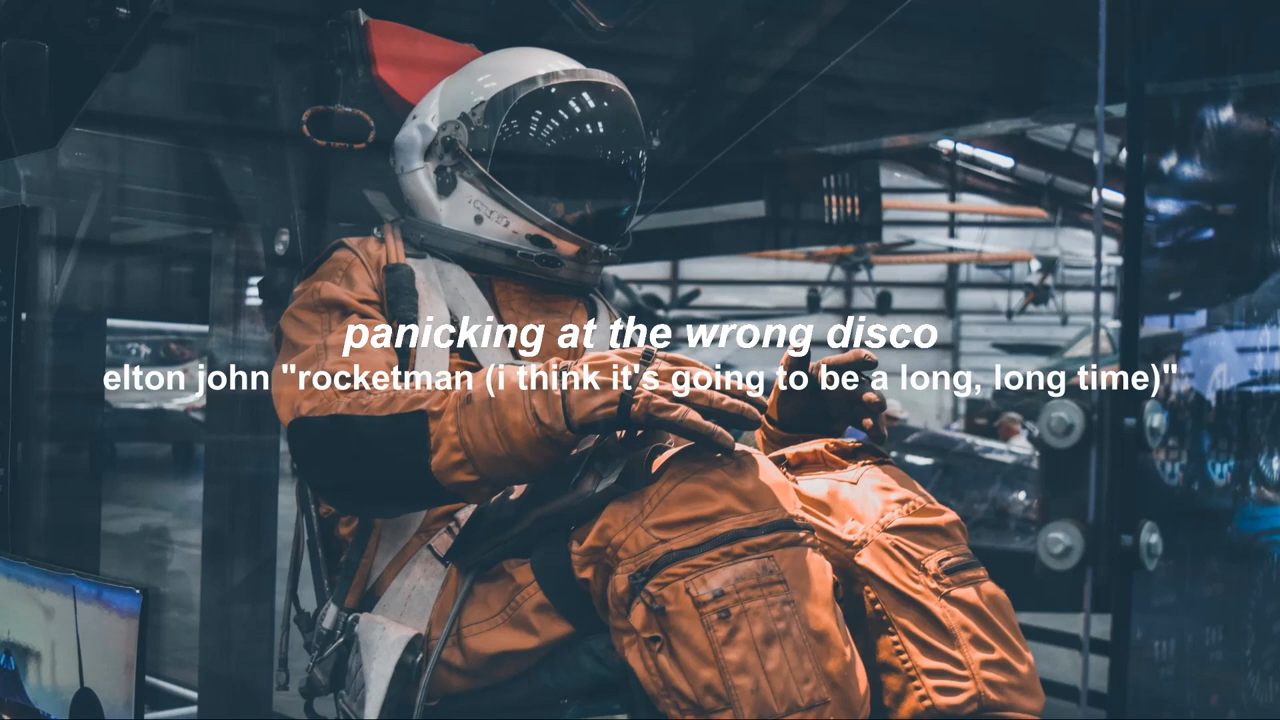 panicking at the wrong disco
elton john "rocketman (i think it's going to be a long, long time)"